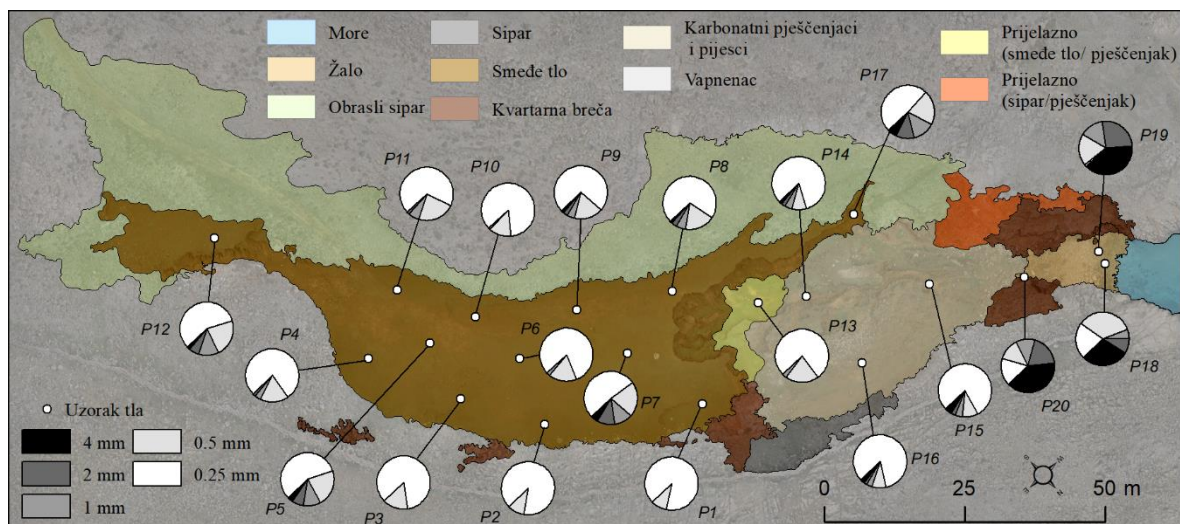 More
Žalo
Obrasli sipar
Sipar
Smeđe tlo
Kvartarna breča
Karbonatni pješčenjaci
i pijesci
Vapnenac
Prijelazno
(smeđe tlo/ pješčenjak)
Prijelazno
(sipar/pješčenjak)
P17
P19
P11
P10
P9
P8
P14
P12
P4
P6
P13
P18
P7
P20
P15
P16
P5
P3
P2
P1
Uzorak tla
4 mm
0.5 mm
2 mm
0.25 mm
1 mm
0
25
50 m